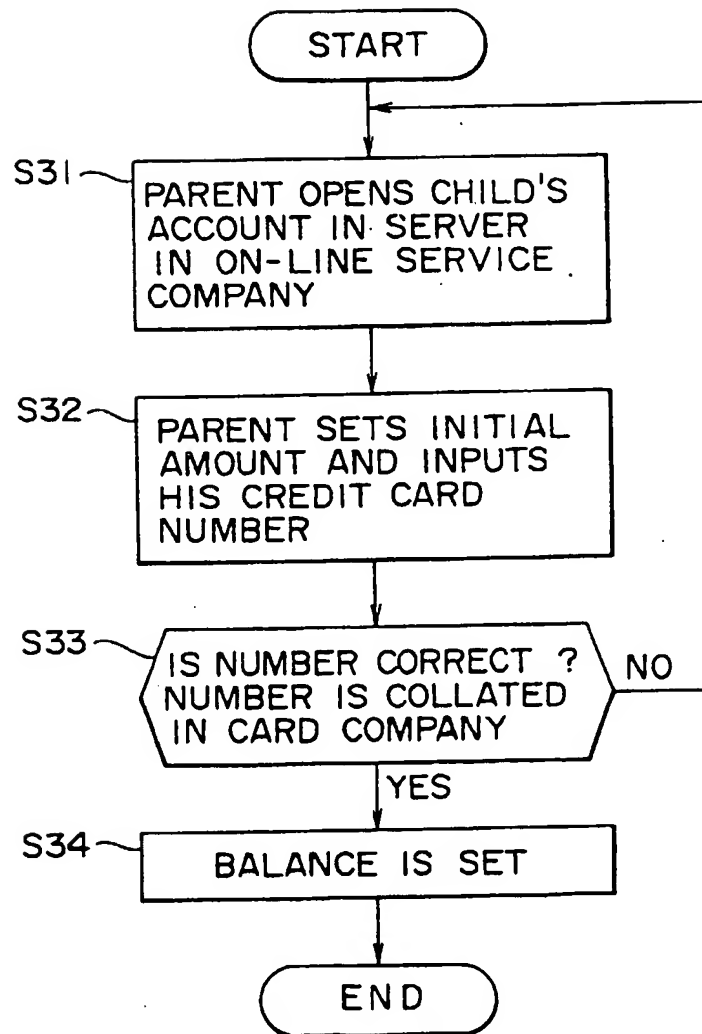 START
S31
PARENT OPENS CHILD'S
ACCOUNT IN SERVER
IN ON-LINE SERVICE
COMPANY
S32
PARENT SETS INITIAL
AMOUNT AND INPUTS
HIS CREDIT CARD
NUMBER
S33
IS NUMBER CORRECT ?
NUMBER IS COLLATED
IN CARD COMPANY
NO
YES
S34
BALANCE IS SET
END